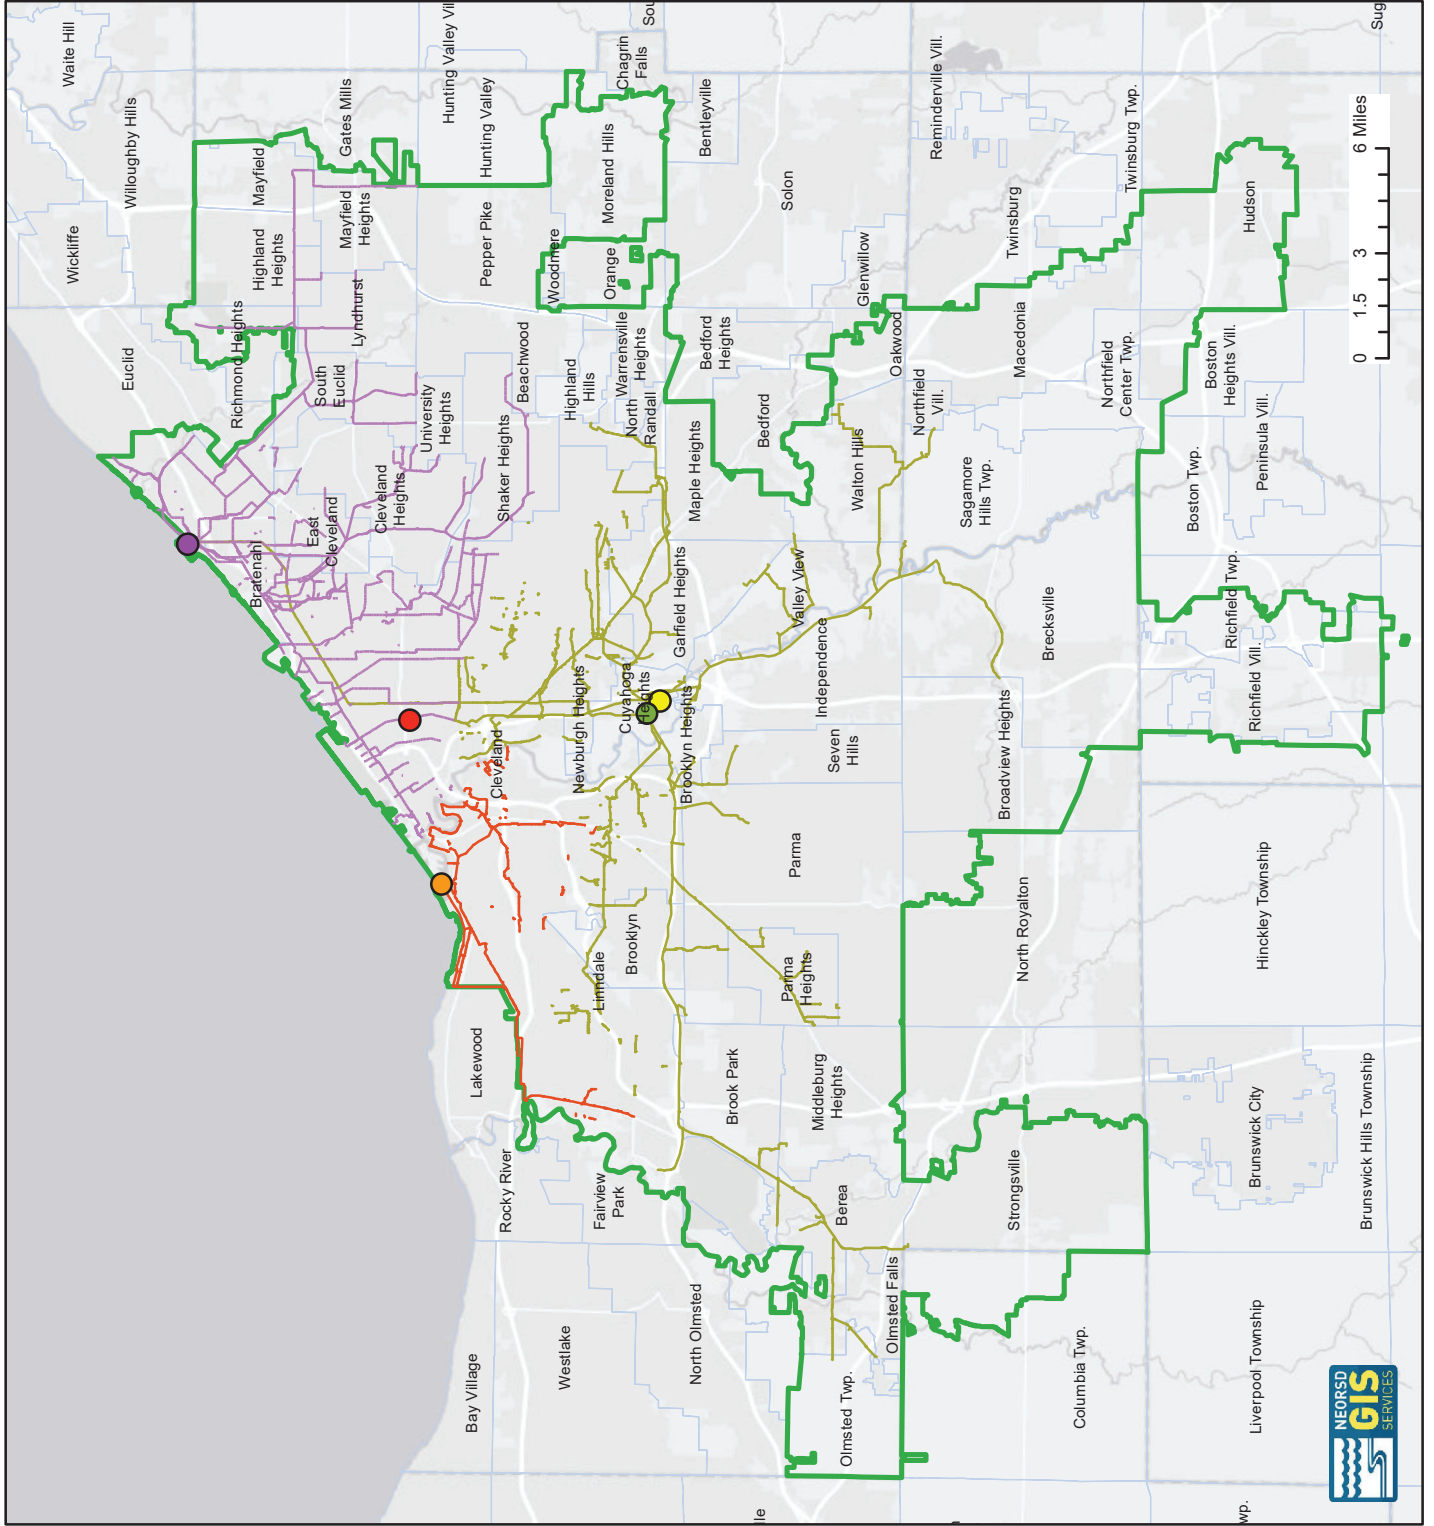 Waite Hill
Willoughby Hills
Wickliffe
Hunting Valley Vil
Gates Mills
Hunting Valley
Sou
Chagrin
Falls
Bentleyville
Reminderville Vill.
Twinsburg Twp.
Sug
Mayfield
Mayfield
Heights
Highland
Heights
Pepper Pike
Moreland Hills
Woodmere
Orange
Solon
Glenwillow
Twinsburg
Hudson
Euclid
Richmond Heights
Lyndhurst
South
Euclid
University
Heights
Beachwood
Highland
Hills
Warrensville
Heights
North
Randall
Bedford
Heights
Bedford
Oakwood
Northfield
Vill.
Macedonia
Northfield
Center Twp.
Boston
Heights Vill.
East
Cleveland
Cleveland
Heights
Shaker Heights
Maple Heights
Walton Hills
Sagamore
Hills Twp.
Boston Twp.
Peninsula Vill.
Bratenahl
Garfield Heights
Valley View
Independence
Brecksville
Richfield Twp.
Richfield Vill.
Cleveland
Newburgh Heights
Cuyahoga
Heights
Brooklyn Heights
Seven
Hills
Broadview Heights
Parma
North Royalton
Hinckley Township
Linndale
Brooklyn
Parma
Heights
Lakewood
Brook Park
Middleburg
Heights
Rocky River
Fairview
Park
Berea
Strongsville
Brunswick City
Brunswick Hills Township
Bay Village
Westlake
North Olmsted
Olmsted Falls
Olmsted Twp.
Columbia Twp.
Liverpool Township
lle
wp.
0 1.5 3 6 Miles
NEORSD
GIS
SERVICES